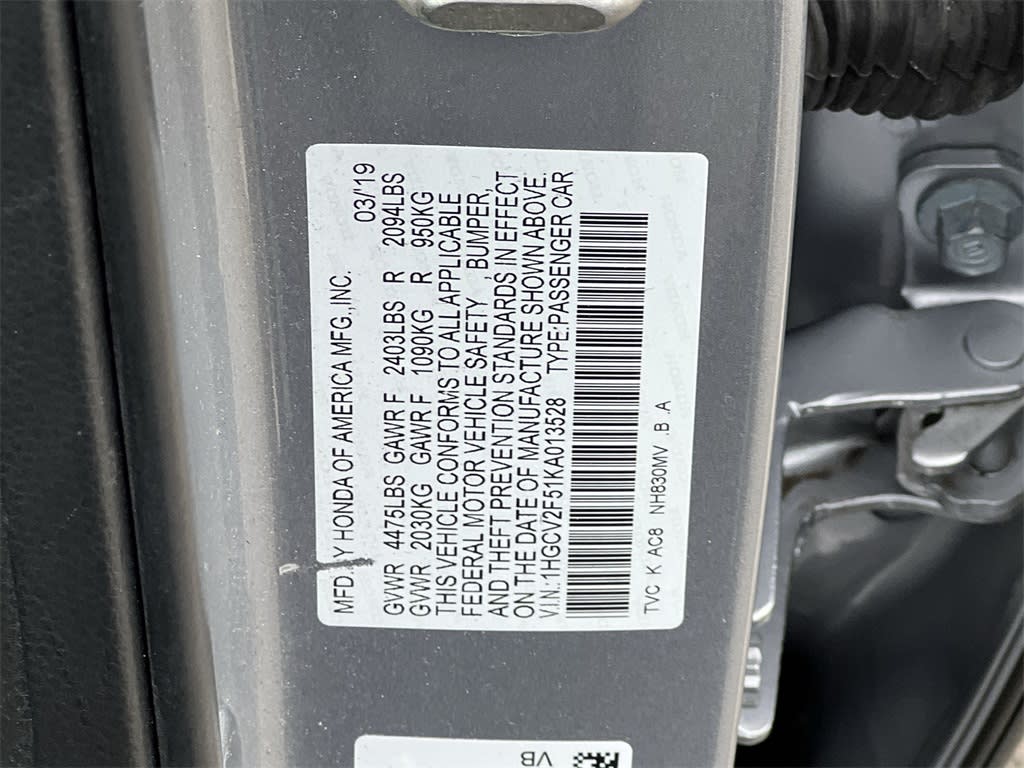 MFD. BY HONDA OF AMERICA MFG., INC. 03/19
GVWR 4475LBS GAWR F 2403LBS R 2094LBS
GVWR 2030KG GAWR F 1090KG R 950KG
THIS VEHICLE CONFORMS TO ALL APPLICABLE
FEDERAL MOTOR VEHICLE SAFETY , BUMPER,
AND THEFT PREVENTION STANDARDS IN EFFECT
ON THE DATE OF MANUFACTURE SHOWN ABOVE.
V.I.N.:1HGCV2F51KA013528 TYPE:PASSENGER CAR
TVC K AC8 NH830MV .B .A
VB